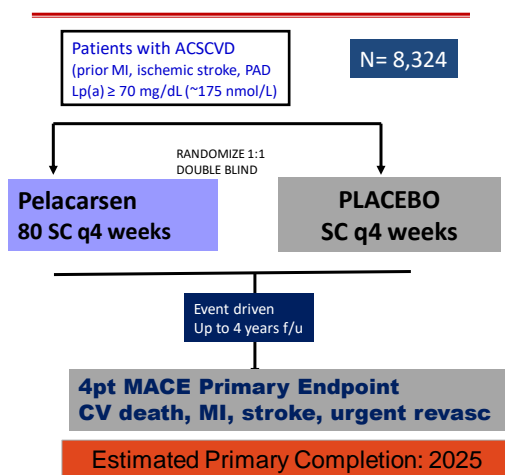 Patients with ACSCVD
(prior MI, ischemic stroke, PAD
Lp(a) ≥ 70 mg/dL (~175 nmol/L)
N= 8,324
RANDOMIZE 1:1
DOUBLE BLIND
Pelacarsen
80 SC q4 weeks
PLACEBO
SC q4 weeks
Event driven
Up to 4 years f/u
4pt MACE Primary Endpoint
CV death, MI, stroke, urgent revasc
Estimated Primary Completion: 2025